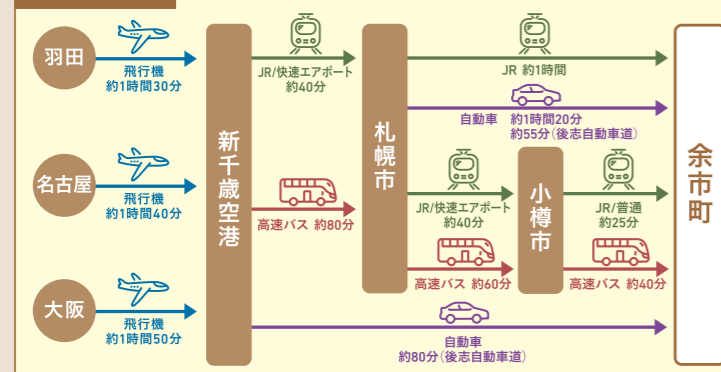 羽田
飛行機
約1時間30分
名古屋
飛行機
約1時間40分
大阪
飛行機
約1時間50分
新千歳空港
JR/快速エアポート
約40分
高速バス 約80分
札幌市
JR 約1時間
自動車 約1時間20分
約55分(後志自動車道)
JR/快速エアポート
約40分
高速バス 約60分
小樽市
JR/普通
約25分
高速バス 約40分
自動車
約80分(後志自動車道)
余市町